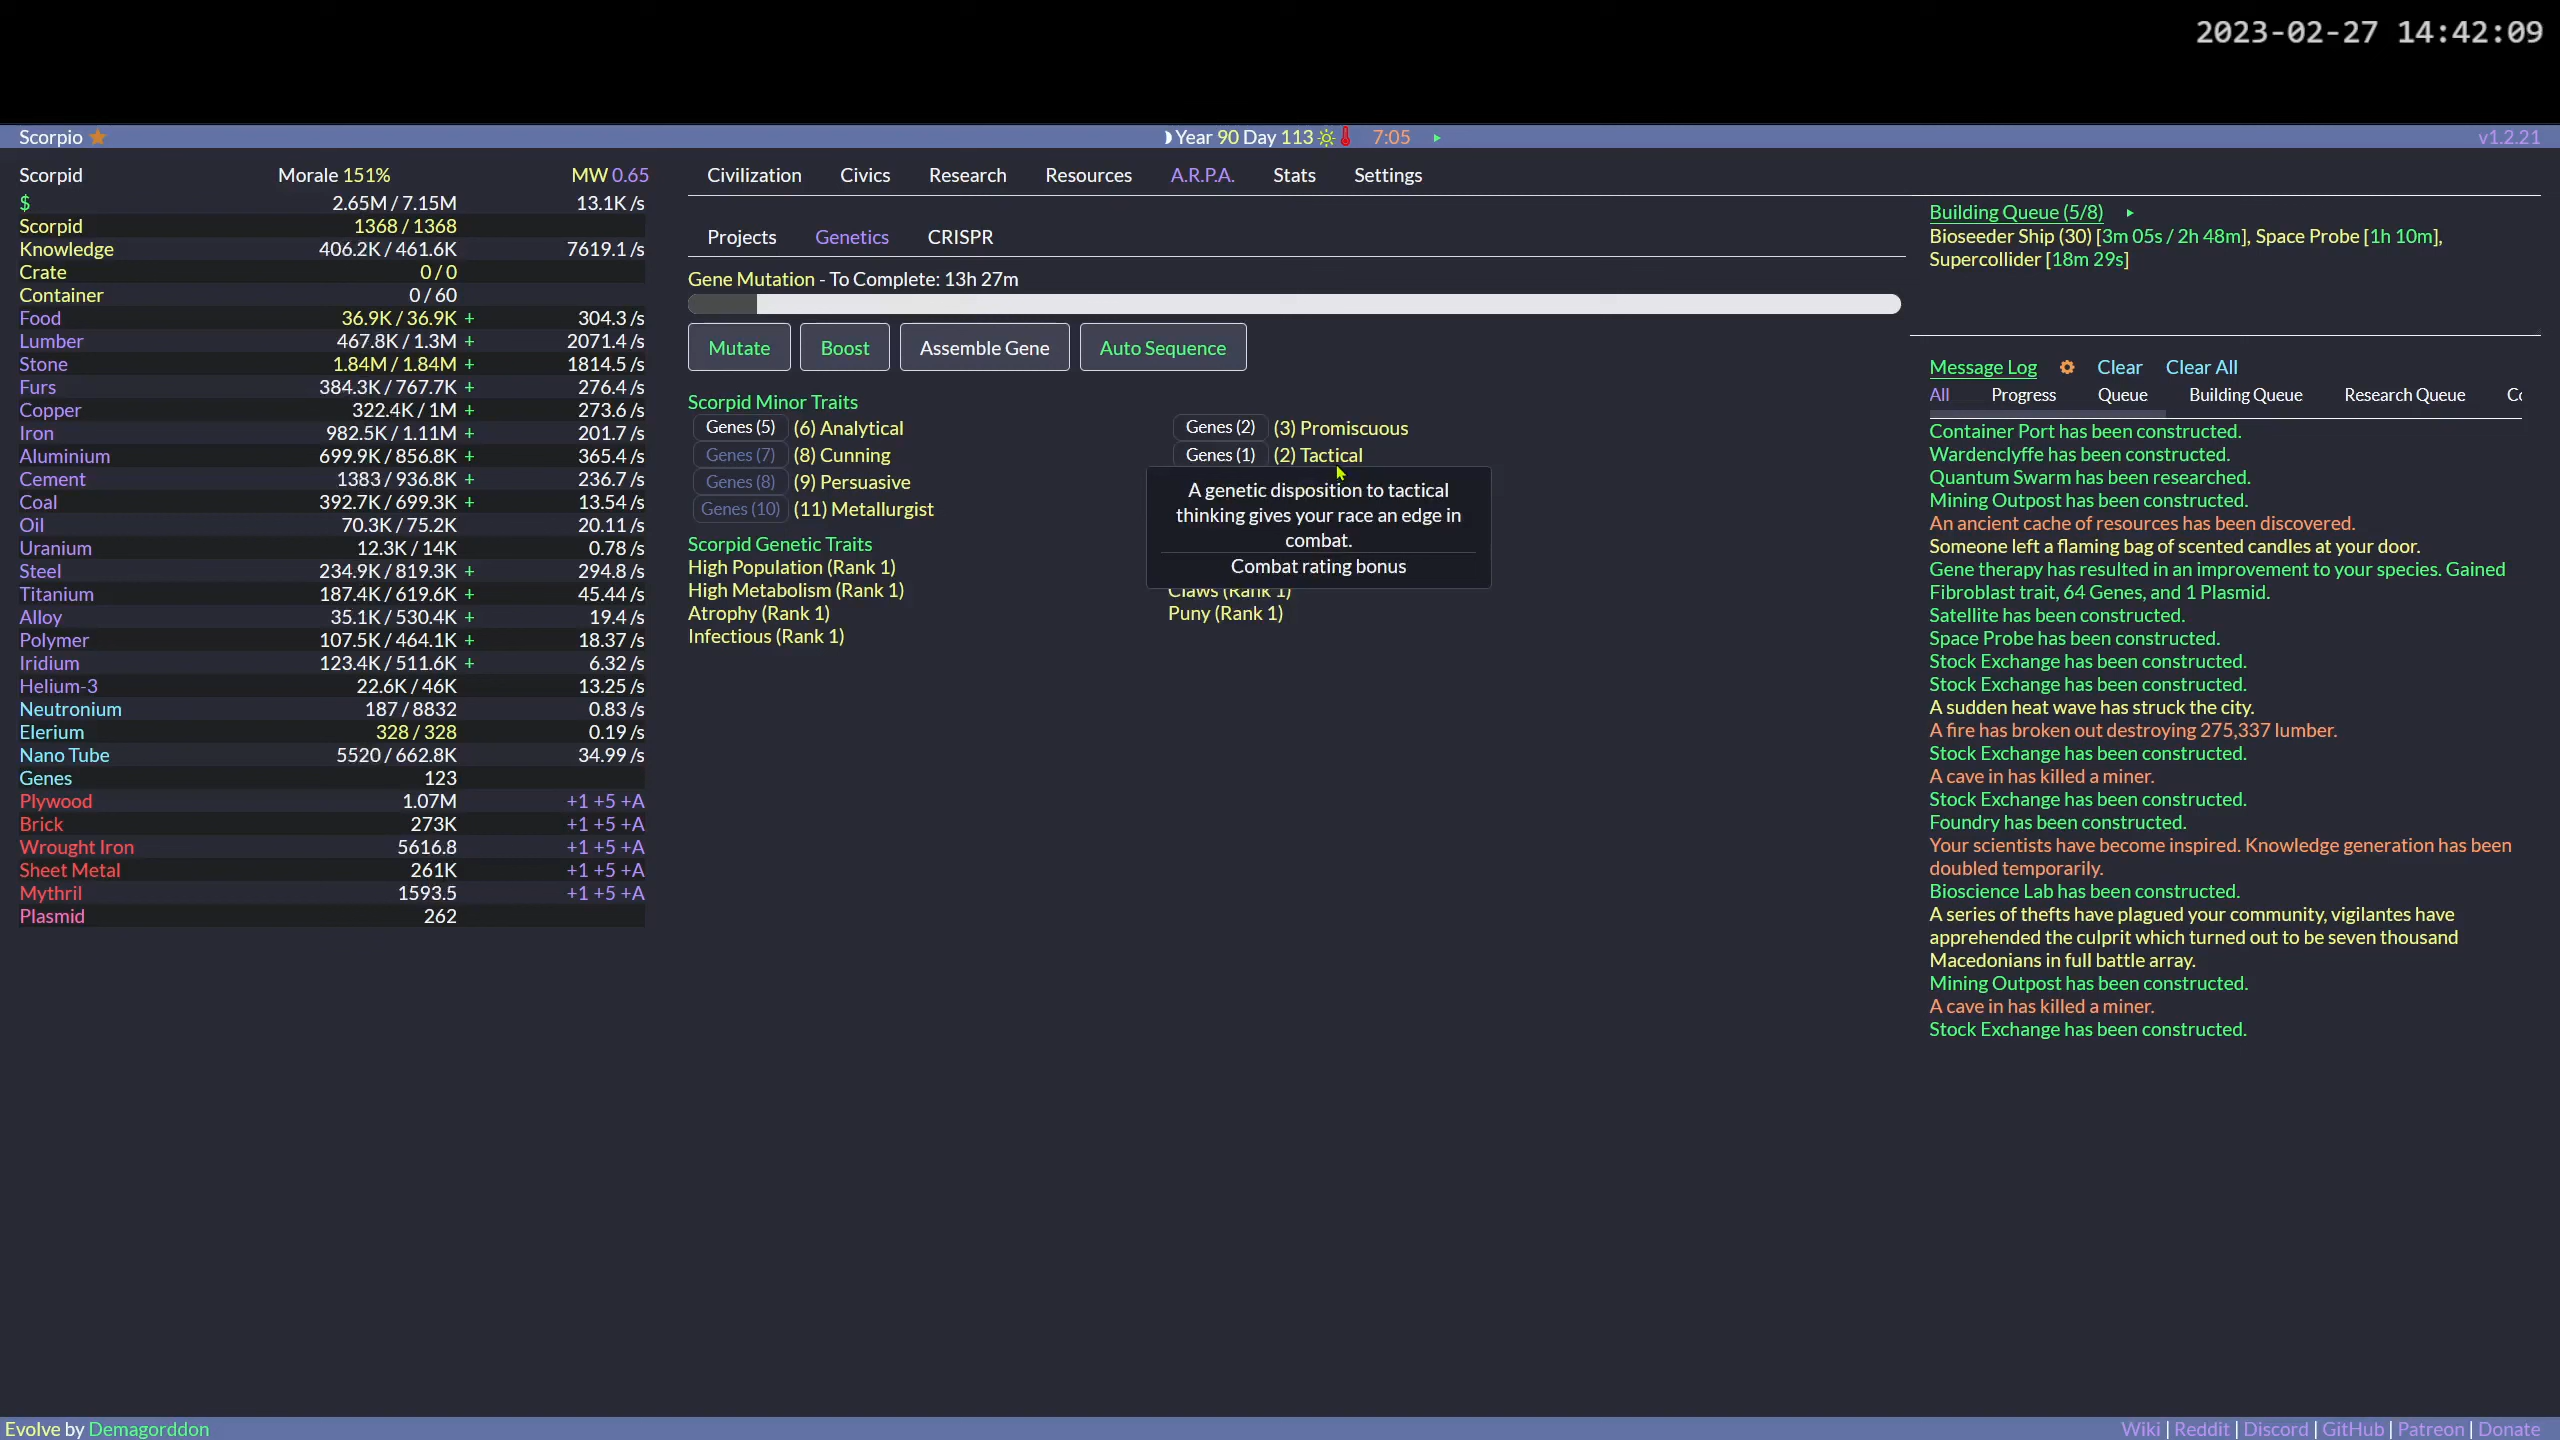 2023-02-27 14:42:09
Scorpio
Year 90 Day 113 7:05
v1.2.21
Scorpid Morale 151% MW 0.65
$ 2.65M / 7.15M 13.1K /s
Scorpid 1368 / 1368
Knowledge 406.2K / 461.6K 7619.1 /s
Crate 0 / 0
Container 0 / 60
Food 36.9K / 36.9K + 304.3 /s
Lumber 467.8K / 1.3M + 2071.4 /s
Stone 1.84M / 1.84M + 1814.5 /s
Furs 384.3K / 767.7K + 276.4 /s
Copper 322.4K / 1M + 273.6 /s
Iron 982.5K / 1.11M + 201.7 /s
Aluminium 699.9K / 856.8K + 365.4 /s
Cement 1383 / 936.8K + 236.7 /s
Coal 392.7K / 699.3K + 13.54 /s
Oil 70.3K / 75.2K 20.11 /s
Uranium 12.3K / 14K 0.78 /s
Steel 234.9K / 819.3K + 294.8 /s
Titanium 187.4K / 619.6K + 45.44 /s
Alloy 35.1K / 530.4K + 19.4 /s
Polymer 107.5K / 464.1K + 18.37 /s
Iridium 123.4K / 511.6K + 6.32 /s
Helium-3 22.6K / 46K 13.25 /s
Neutronium 187 / 8832 0.83 /s
Elerium 328 / 328 0.19 /s
Nano Tube 5520 / 662.8K 34.99 /s
Genes 123
Plywood 1.07M +1 +5 +A
Brick 273K +1 +5 +A
Wrought Iron 5616.8 +1 +5 +A
Sheet Metal 261K +1 +5 +A
Mythril 1593.5 +1 +5 +A
Plasmid 262
Civilization Civics Research Resources A.R.P.A. Stats Settings
Projects Genetics CRISPR
Gene Mutation - To Complete: 13h 27m
Mutate Boost Assemble Gene Auto Sequence
Scorpid Minor Traits
Genes (5) (6) Analytical Genes (2) (3) Promiscuous
Genes (7) (8) Cunning Genes (1) (2) Tactical
Genes (8) (9) Persuasive
Genes (10) (11) Metallurgist
A genetic disposition to tactical
thinking gives your race an edge in
combat.
Combat rating bonus
Scorpid Genetic Traits
High Population (Rank 1)
High Metabolism (Rank 1) Claws (Rank 1)
Atrophy (Rank 1) Puny (Rank 1)
Infectious (Rank 1)
Building Queue (5/8)
Bioseeder Ship (30) [3m 05s / 2h 48m], Space Probe [1h 10m],
Supercollider [18m 29s]
Message Log Clear Clear All
All Progress Queue Building Queue Research Queue
Container Port has been constructed.
Wardenclyffe has been constructed.
Quantum Swarm has been researched.
Mining Outpost has been constructed.
An ancient cache of resources has been discovered.
Someone left a flaming bag of scented candles at your door.
Gene therapy has resulted in an improvement to your species. Gained
Fibroblast trait, 64 Genes, and 1 Plasmid.
Satellite has been constructed.
Space Probe has been constructed.
Stock Exchange has been constructed.
Stock Exchange has been constructed.
A sudden heat wave has struck the city.
A fire has broken out destroying 275,337 lumber.
Stock Exchange has been constructed.
A cave in has killed a miner.
Stock Exchange has been constructed.
Foundry has been constructed.
Your scientists have become inspired. Knowledge generation has been
doubled temporarily.
Bioscience Lab has been constructed.
A series of thefts have plagued your community, vigilantes have
apprehended the culprit which turned out to be seven thousand
Macedonians in full battle array.
Mining Outpost has been constructed.
A cave in has killed a miner.
Stock Exchange has been constructed.
Evolve by Demagorddon
Wiki | Reddit | Discord | GitHub | Patreon | Donate